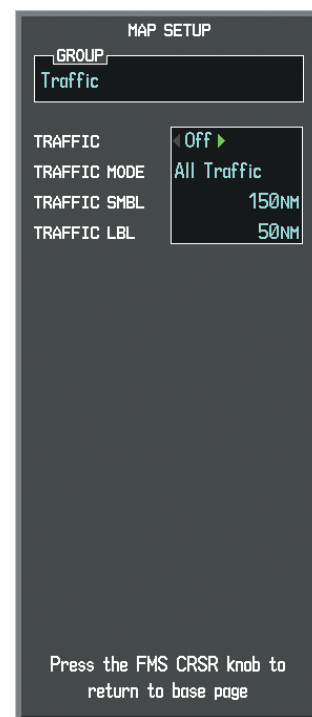 MAP SETUP
GROUP
Traffic
TRAFFIC Off
TRAFFIC MODE All Traffic
TRAFFIC SMBL 150NM
TRAFFIC LBL 50NM
Press the FMS CRSR knob to
return to base page